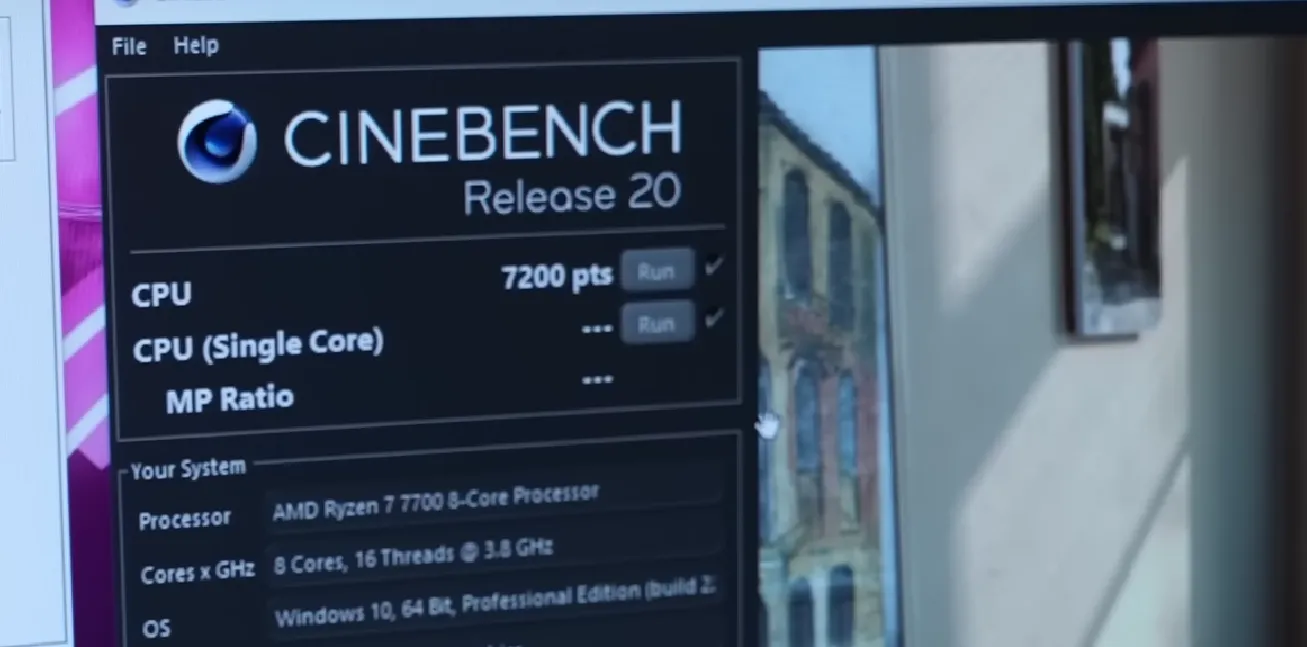 File Help
CINEBENCH
Release 20
CPU 7200 pts Run
CPU (Single Core) --- Run
MP Ratio ---
Your System
Processor AMD Ryzen 7 7700 8-Core Processor
Cores x GHz 8 Cores, 16 Threads @ 3.8 GHz
OS Windows 10, 64 Bit, Professional Edition (build 2